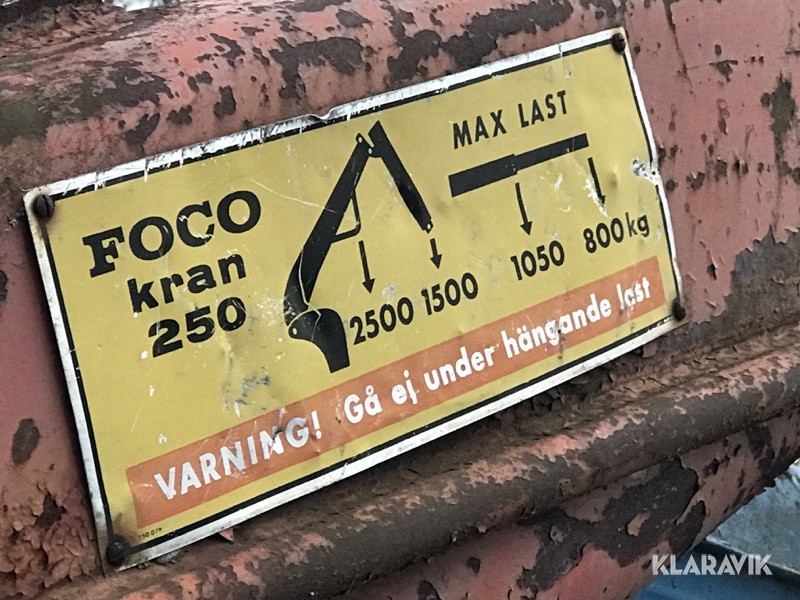 FOCO
kran
250
MAX LAST
2500 1500 1050 800kg
VARNING! Gå ej under hängande last
KLARAVIK